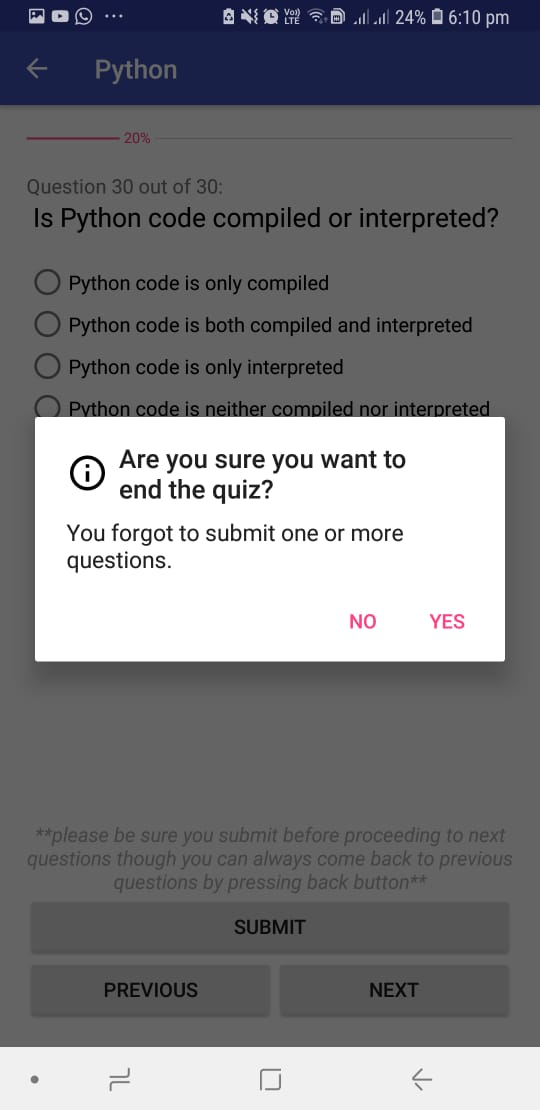 Vo))
LTE
24%
6:10 pm
Python
20%
Question 30 out of 30:
Is Python code compiled or interpreted?
Python code is only compiled
Python code is both compiled and interpreted
Python code is only interpreted
Python code is neither compiled nor interpreted
Are you sure you want to
end the quiz?
You forgot to submit one or more
questions.
NO YES
**please be sure you submit before proceeding to next
questions though you can always come back to previous
questions by pressing back button**
SUBMIT
PREVIOUS NEXT